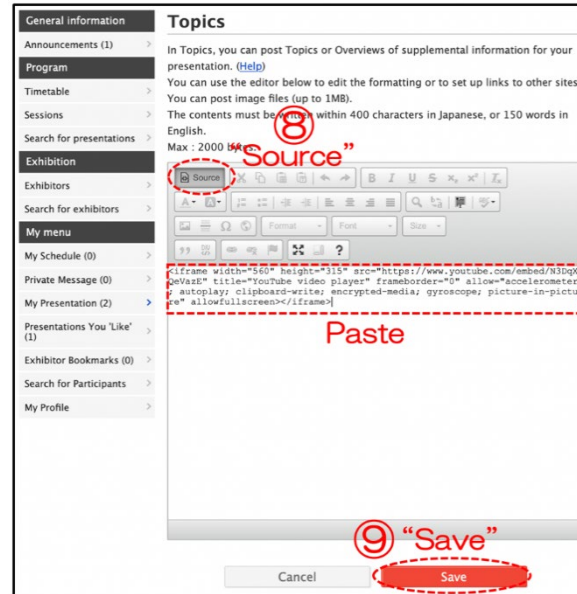 General information
Announcements (1)
Program
Timetable
Sessions
Search for presentations
Exhibition
Exhibitors
Search for exhibitors
My menu
My Schedule (0)
Private Message (0)
My Presentation (2)
Presentations You 'Like'
(1)
Exhibitor Bookmarks (0)
Search for Participants
My Profile
Topics
In Topics, you can post Topics or Overviews of supplemental information for your
presentation. (Help)
You can use the editor below to edit the formatting or to set up links to other sites
You can post image files (up to 1MB).
The contents must be written within 400 characters in Japanese, or 150 words in
English.
Max : 2000 bytes.
⑧
"Source"
Source
B I U S x₂ x² Tx
A A
Ω Format Font Size
?
<iframe width="560" height="315" src="https://www.youtube.com/embed/N3DqX
QeVazE" title="YouTube video player" frameborder="0" allow="accelerometer
; autoplay; clipboard-write; encrypted-media; gyroscope; picture-in-pictu
re" allowfullscreen></iframe>
Paste
⑨ "Save"
Cancel Save